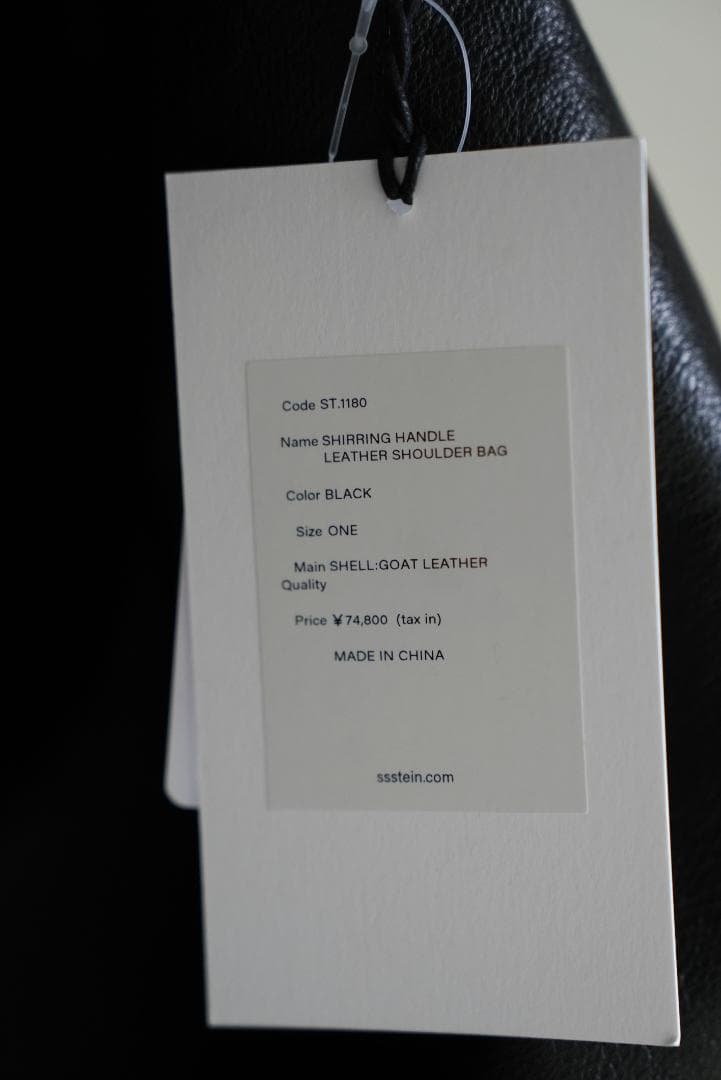 Code ST.1180
Name SHIRRING HANDLE
LEATHER SHOULDER BAG
Color BLACK
Size ONE
Main SHELL:GOAT LEATHER
Quality
Price ¥74,800 (tax in)
MADE IN CHINA
ssstein.com